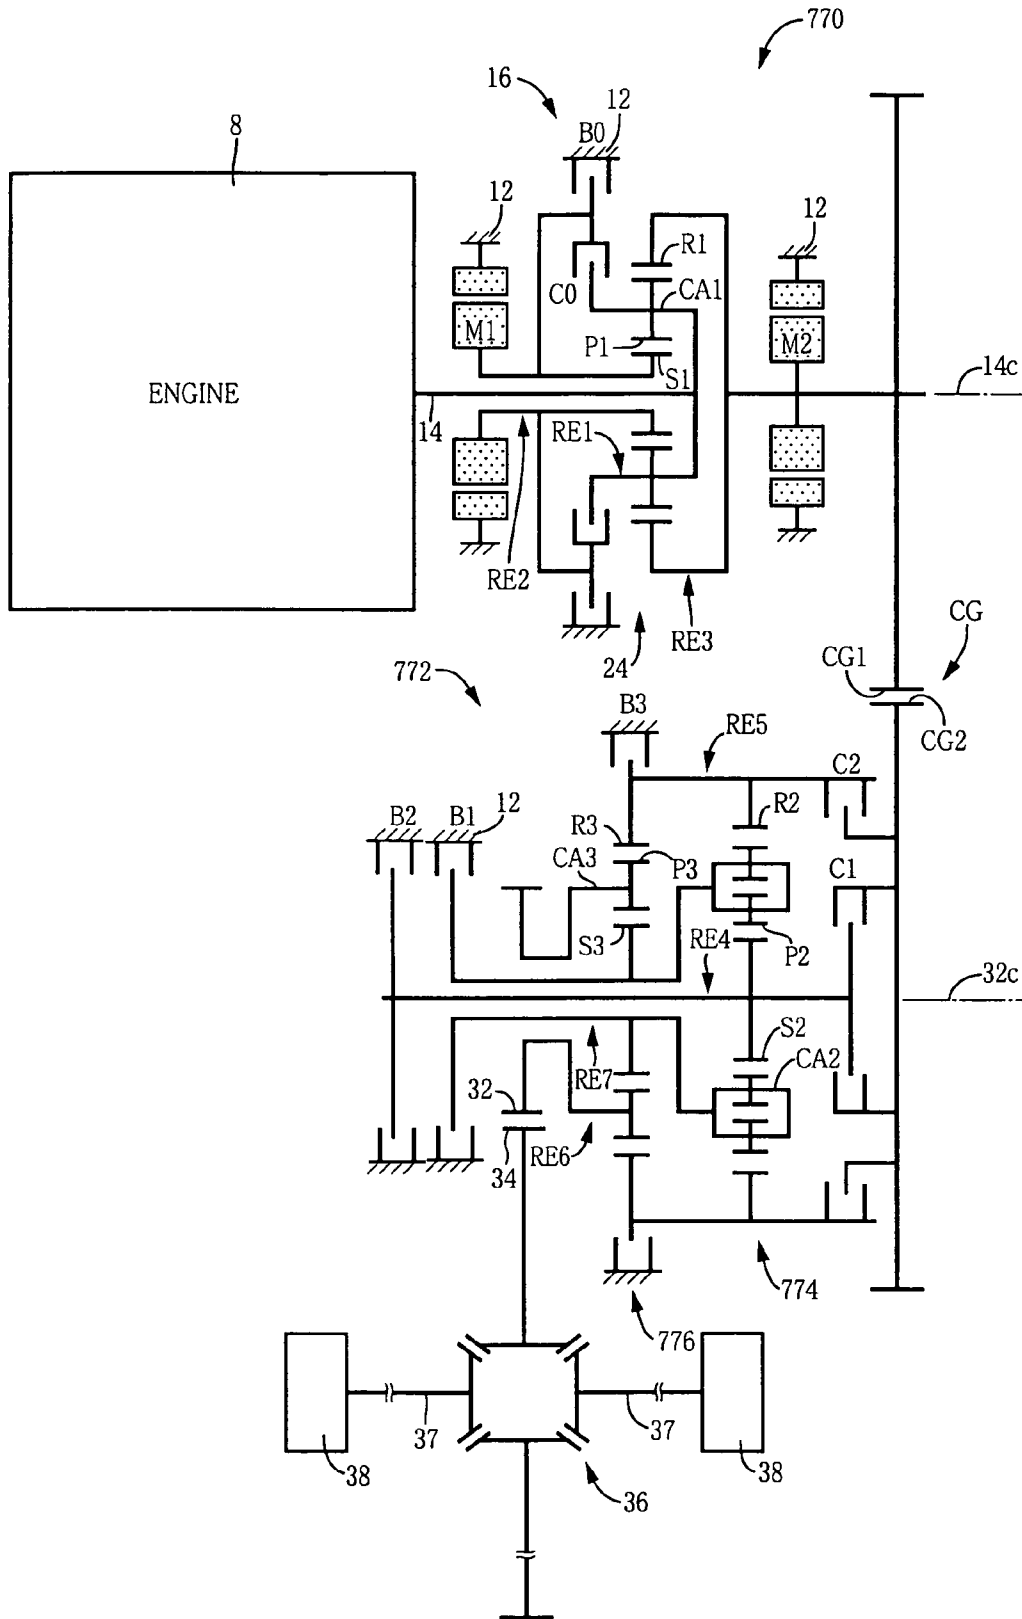 770
16
12
B0
8
12
12
R1
C0
CA1
M1
P1
M2
S1
ENGINE
14c
14
RE1
RE2
CG
RE3
24
CG1
772
B3
CG2
RE5
C2
12
B2
B1
R2
R3
P3
CA3
C1
S3
RE4
P2
32c
S2
CA2
RE7
32
RE6
34
774
776
37
37
38
38
36